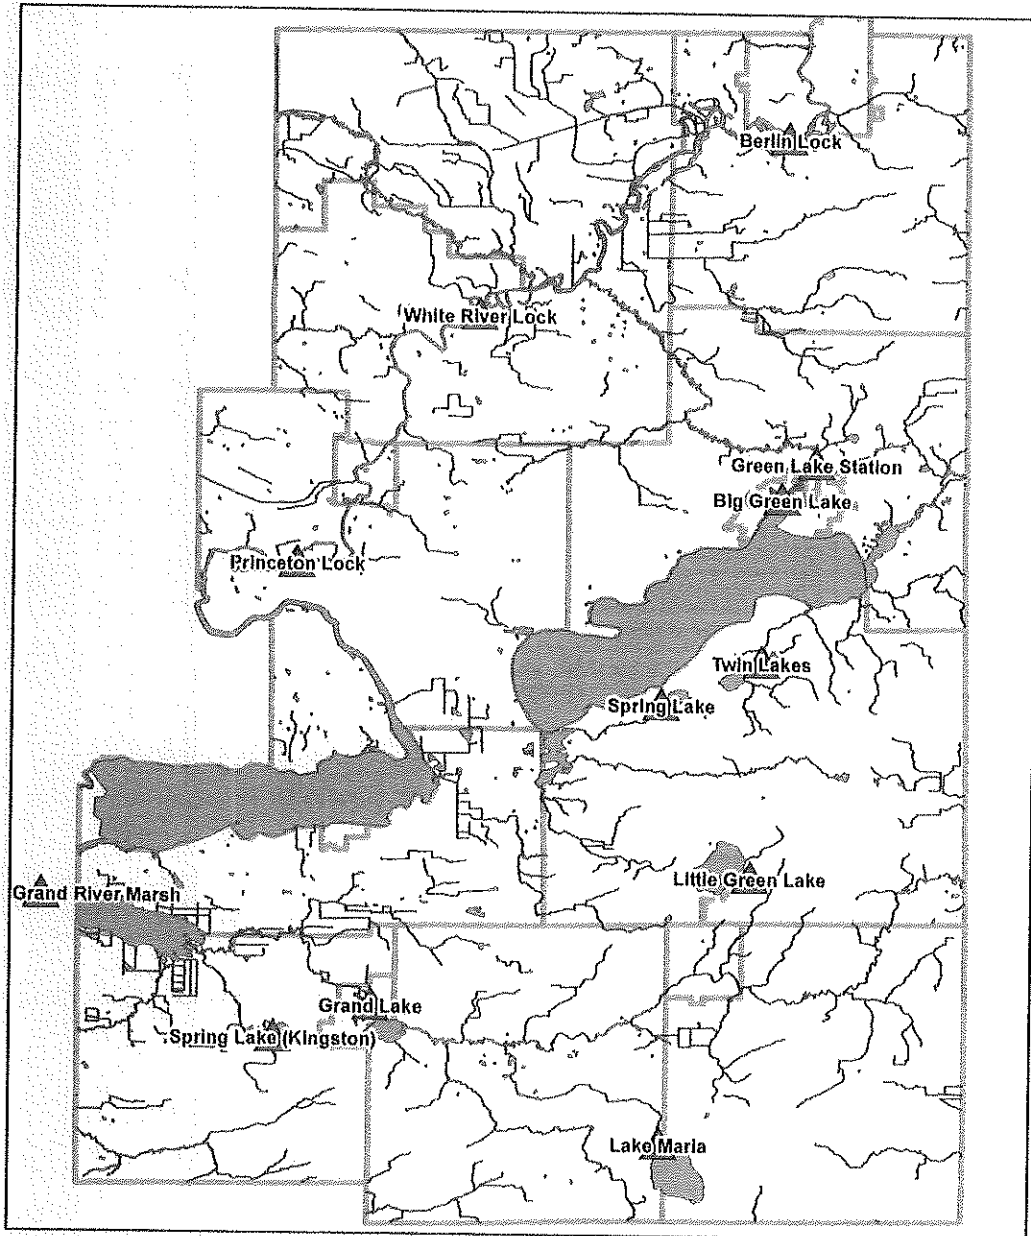 Berlin Lock
White River Lock
Green Lake Station
Big Green Lake
Princeton Lock
Twin Lakes
Spring Lake
Little Green Lake
Grand River Marsh
Grand Lake
Spring Lake (Kingston)
Lake Maria